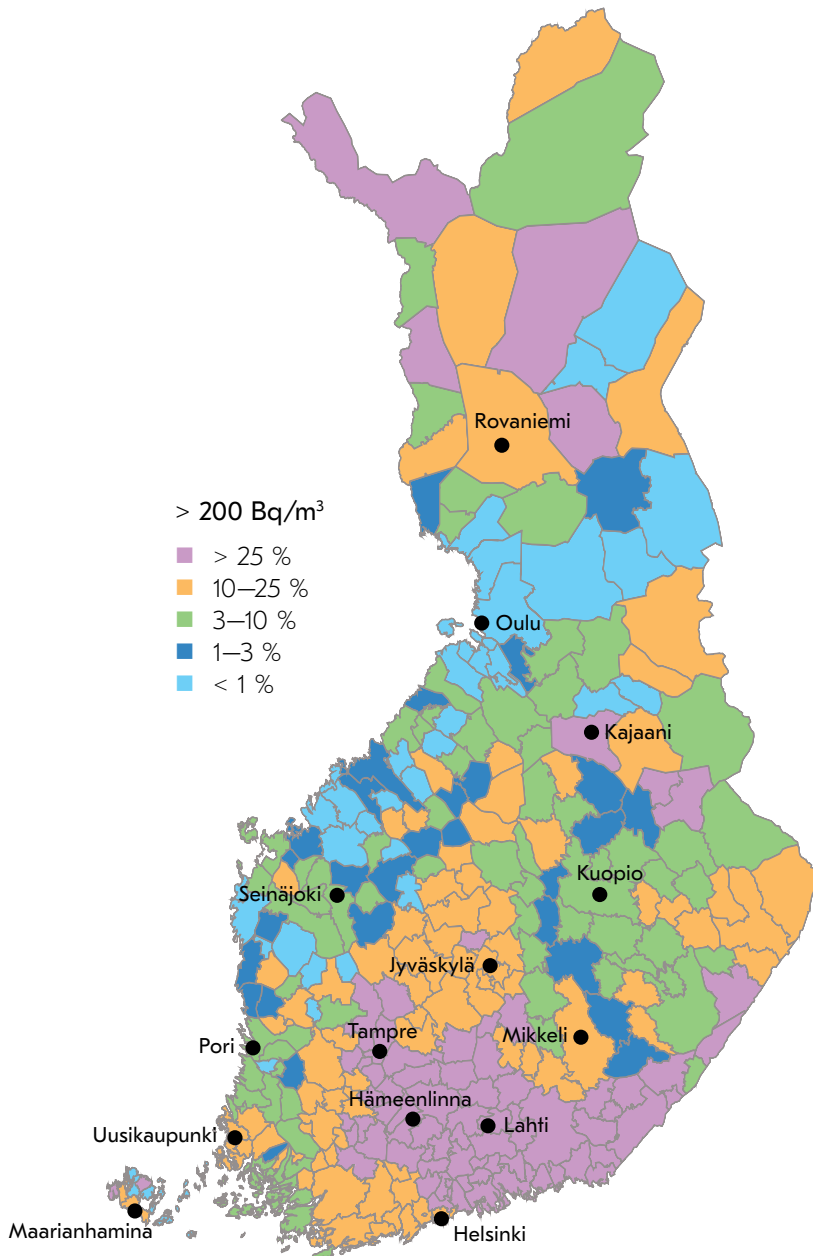 Rovaniemi
> 200 Bq/m³
> 25 %
10–25 %
3–10 %
1–3 %
< 1 %
Oulu
Kajaani
Kuopio
Seinäjoki
Jyväskylä
Tampre
Mikkeli
Pori
Hämeenlinna
Lahti
Uusikaupunki
Maarianhamina
Helsinki